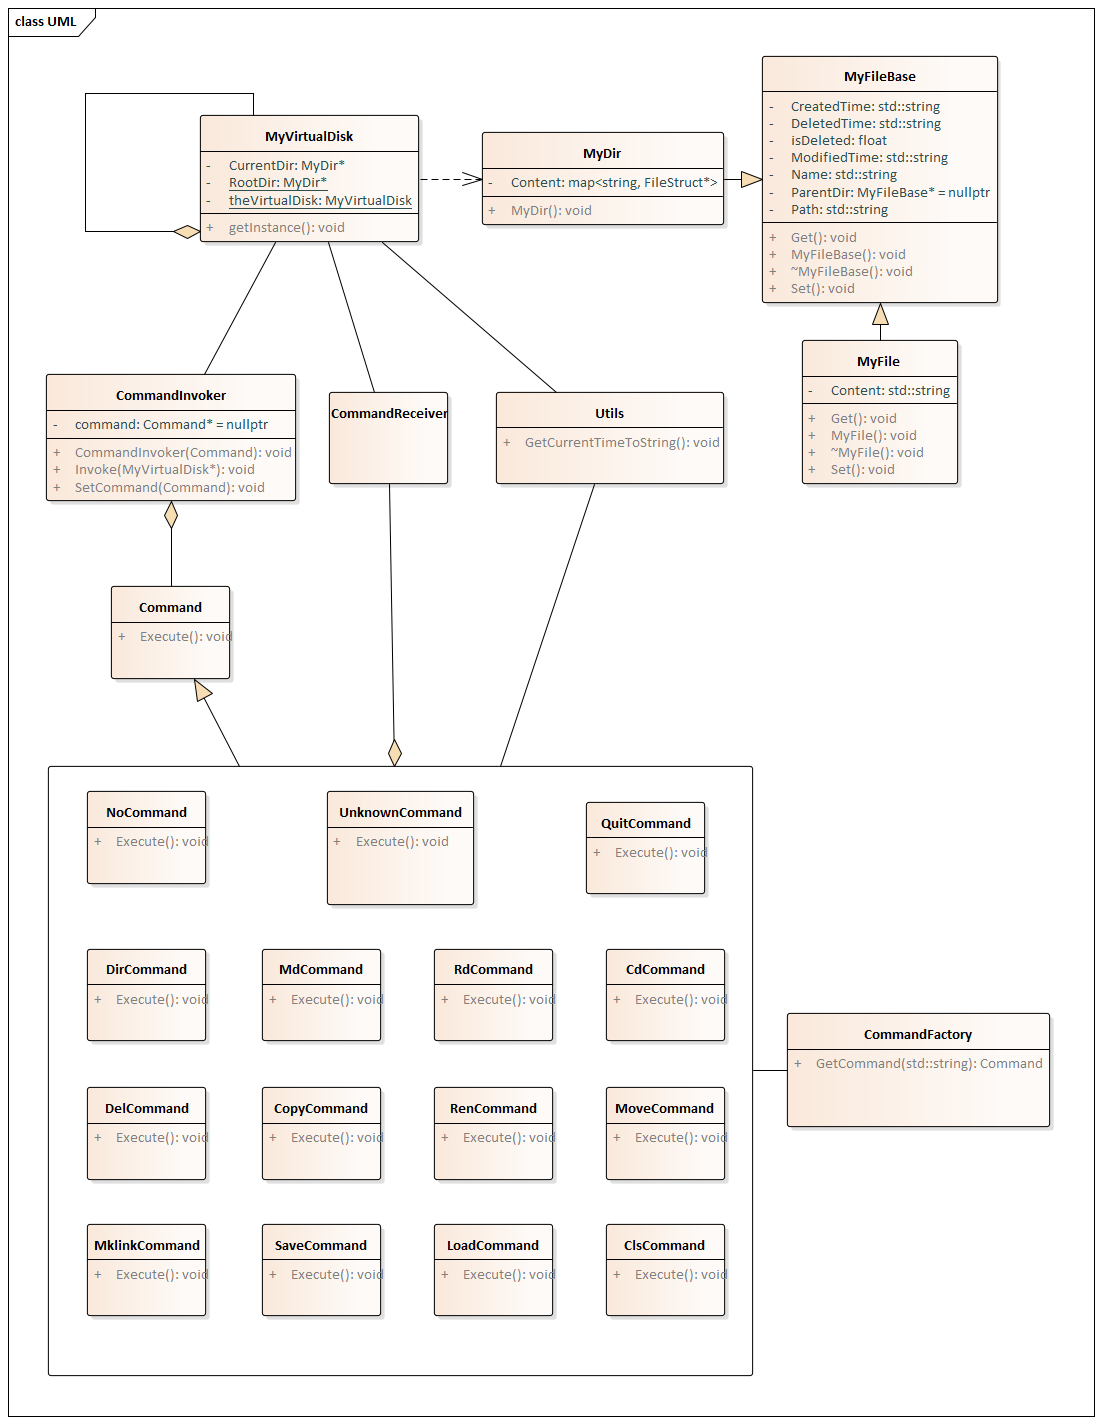 class UML
MyVirtualDisk
- CurrentDir: MyDir*
- RootDir: MyDir*
- theVirtualDisk: MyVirtualDisk
+ getInstance(): void
MyDir
- Content: map<string, FileStruct*>
+ MyDir(): void
MyFileBase
- CreatedTime: std::string
- DeletedTime: std::string
- isDeleted: float
- ModifiedTime: std::string
- Name: std::string
- ParentDir: MyFileBase* = nullptr
- Path: std::string
+ Get(): void
+ MyFileBase(): void
+ ~MyFileBase(): void
+ Set(): void
MyFile
- Content: std::string
+ Get(): void
+ MyFile(): void
+ ~MyFile(): void
+ Set(): void
CommandInvoker
- command: Command* = nullptr
+ CommandInvoker(Command): void
+ Invoke(MyVirtualDisk*): void
+ SetCommand(Command): void
CommandReceiver
Utils
+ GetCurrentTimeToString(): void
Command
+ Execute(): void
NoCommand
+ Execute(): void
UnknownCommand
+ Execute(): void
QuitCommand
+ Execute(): void
DirCommand
+ Execute(): void
MdCommand
+ Execute(): void
RdCommand
+ Execute(): void
CdCommand
+ Execute(): void
CommandFactory
+ GetCommand(std::string): Command
DelCommand
+ Execute(): void
CopyCommand
+ Execute(): void
RenCommand
+ Execute(): void
MoveCommand
+ Execute(): void
MklinkCommand
+ Execute(): void
SaveCommand
+ Execute(): void
LoadCommand
+ Execute(): void
ClsCommand
+ Execute(): void